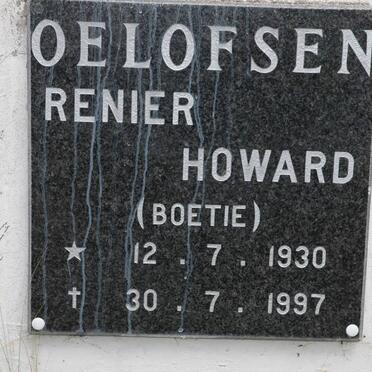 OELOFSEN
RENIER
HOWARD
(BOETIE)
★ 12 . 7 . 1930
✝ 30 . 7 . 1997